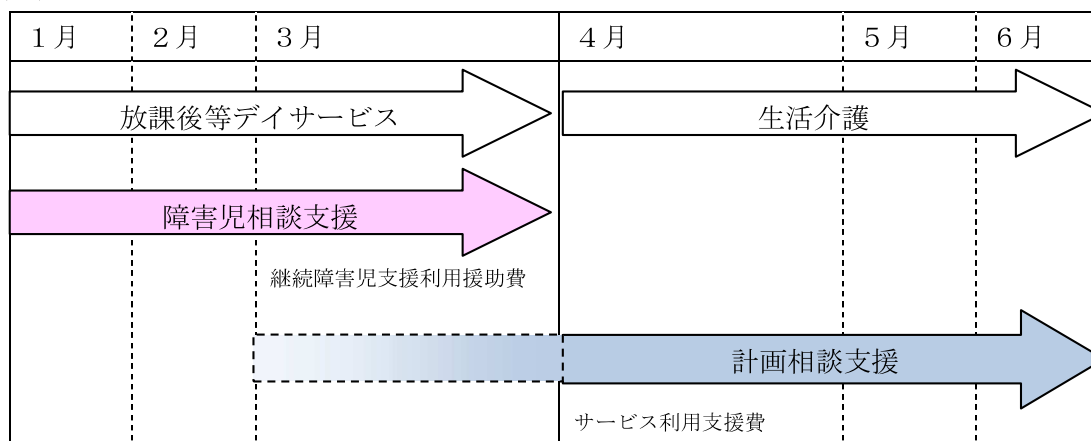 １月 ２月 ３月 ４月 ５月 ６月
放課後等デイサービス 生活介護
障害児相談支援
継続障害児支援利用援助費
計画相談支援
サービス利用支援費